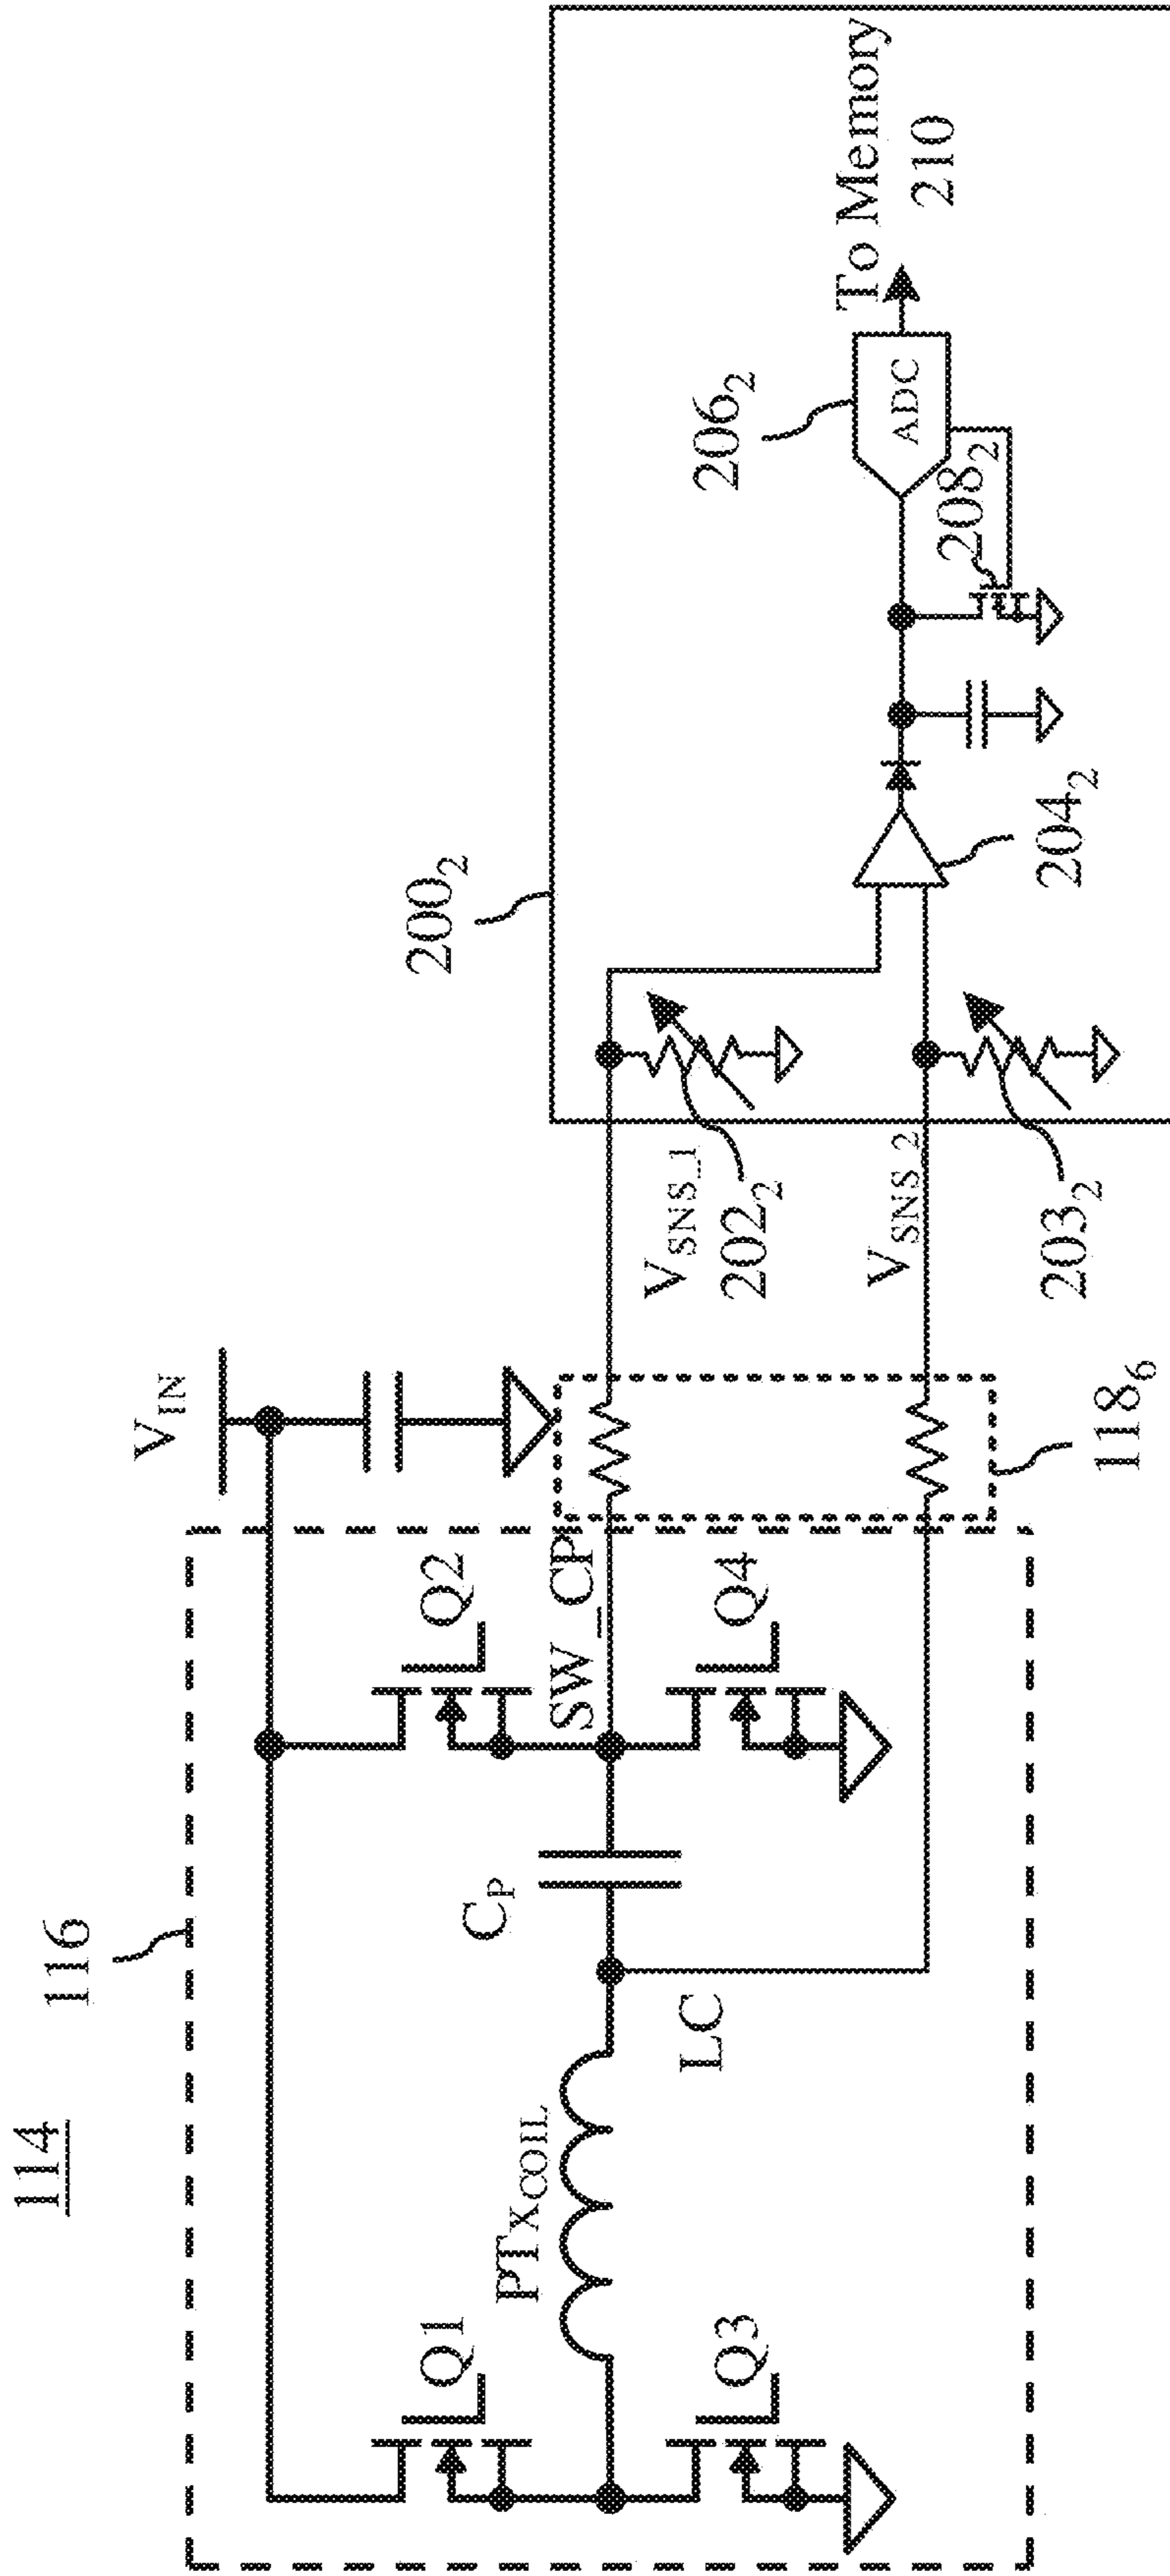 114
116
V_IN
Q1
Q2
PTx_COIL
C_P
SW_CP
LC
Q3
Q4
118_6
V_SNS_1
202_2
V_SNS_2
203_2
200_2
204_2
206_2
ADC
208_2
To Memory
210